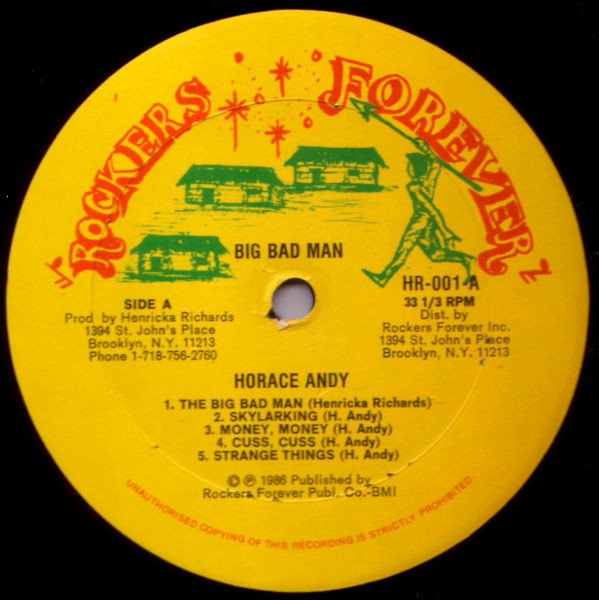 ROCKERS FOREVER
BIG BAD MAN
SIDE A
Prod by Henricka Richards
1394 St. John's Place
Brooklyn, N.Y. 11213
Phone 1-718-756-2760
HR-001-A
33 1/3 RPM
Dist. by
Rockers Forever Inc.
1394 St. John's Place
Brooklyn, N.Y. 11213
HORACE ANDY
1. THE BIG BAD MAN (Henricka Richards)
2. SKYLARKING (H. Andy)
3. MONEY, MONEY (H. Andy)
4. CUSS, CUSS (H. Andy)
5. STRANGE THINGS (H. Andy)
© ℗ 1986 Published by
Rockers Forever Publ. Co.-BMI
UNAUTHORISED COPYING OF THIS RECORDING IS STRICTLY PROHIBITED